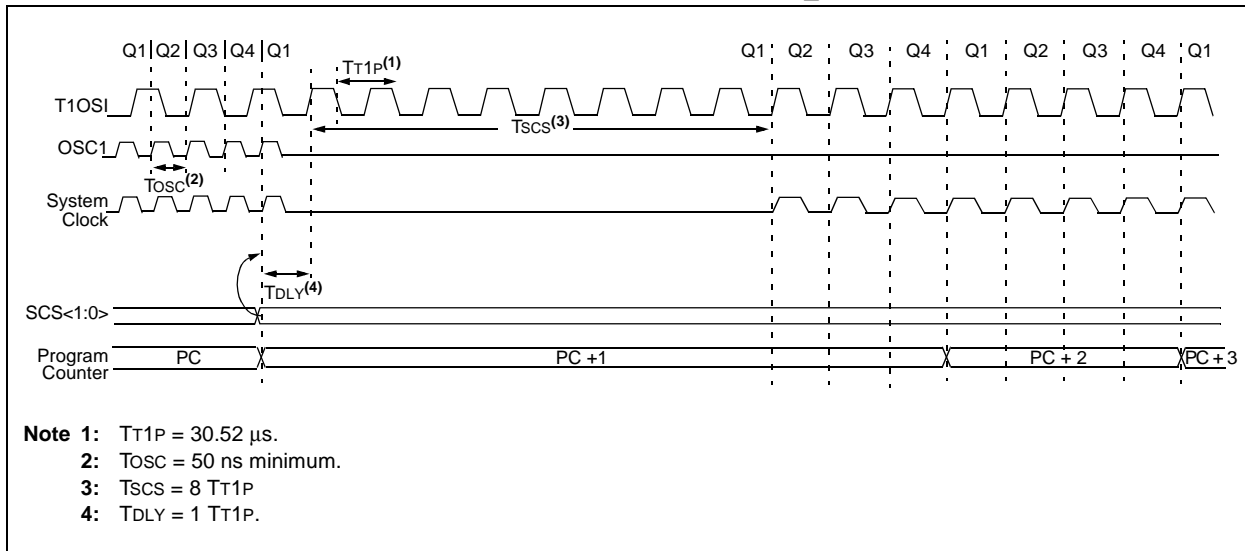 Q1 Q2 Q3 Q4 Q1 Q1 Q2 Q3 Q4 Q1 Q2 Q3 Q4 Q1
TT1P(1)
T1OSI
TSCS(3)
OSC1
TOSC(2)
System
Clock
TDLY(4)
SCS<1:0>
Program
Counter
PC PC +1 PC + 2 PC + 3
Note 1: TT1P = 30.52 μs.
2: TOSC = 50 ns minimum.
3: TSCS = 8 TT1P
4: TDLY = 1 TT1P.